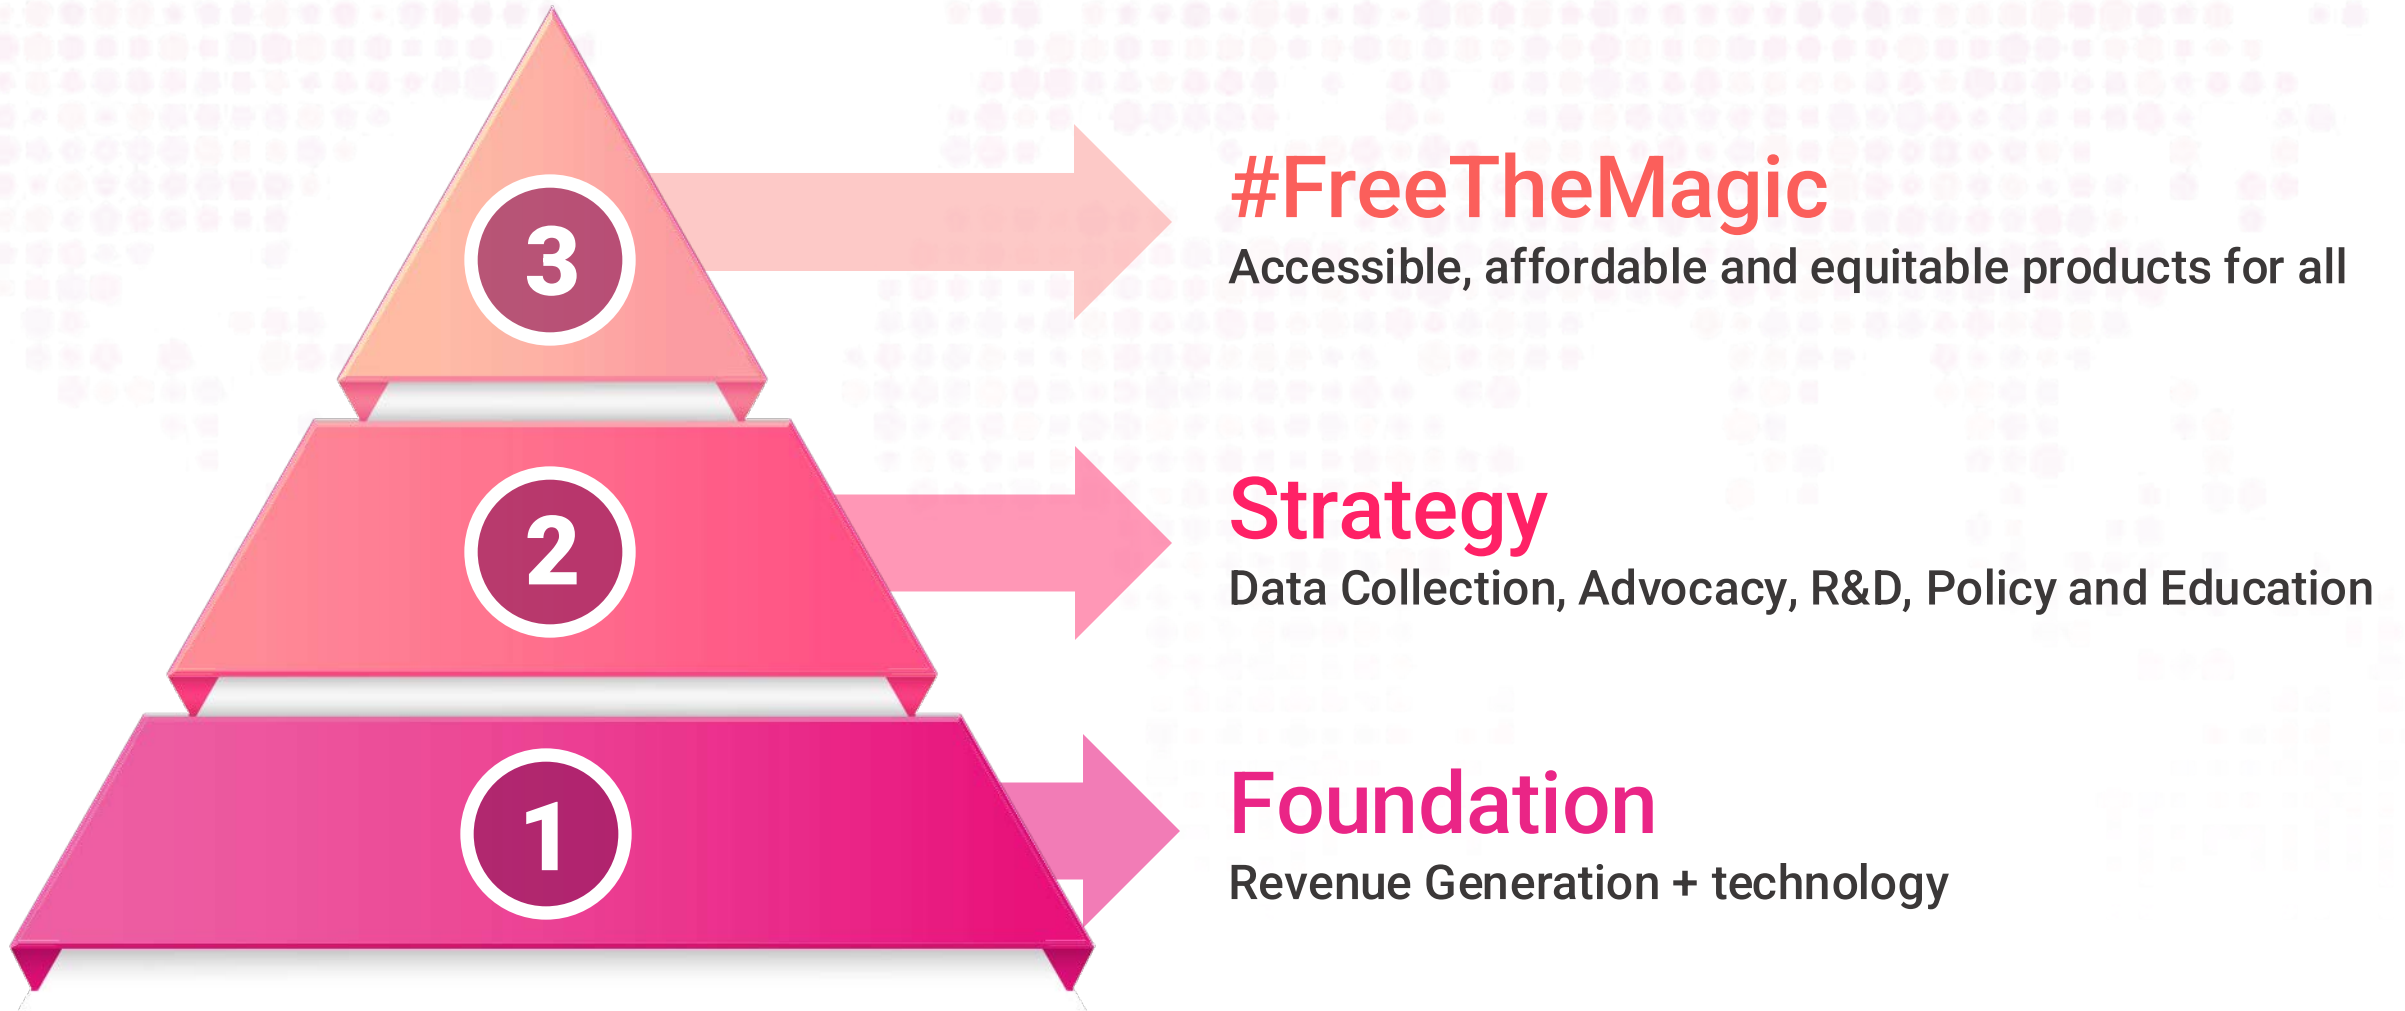 3
#FreeTheMagic
Accessible, affordable and equitable products for all
2
Strategy
Data Collection, Advocacy, R&D, Policy and Education
1
Foundation
Revenue Generation + technology